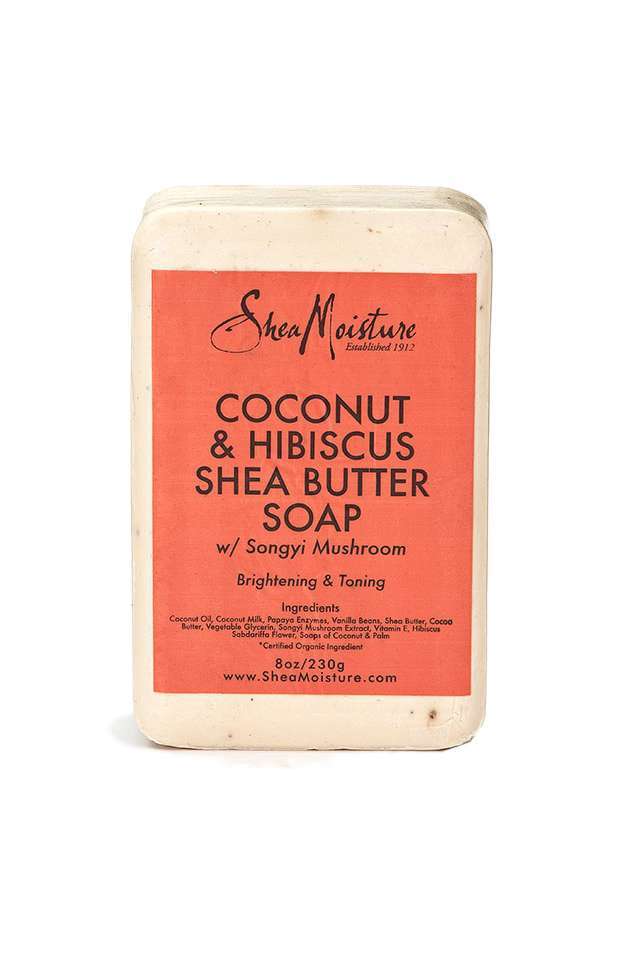 SheaMoisture
Established 1912
COCONUT
& HIBISCUS
SHEA BUTTER
SOAP
w/ Songyi Mushroom
Brightening & Toning
Ingredients
Coconut Oil, Coconut Milk, Papaya Enzymes, Vanilla Beans, Shea Butter, Cocoa
Butter, Vegetable Glycerin, Songyi Mushroom Extract, Vitamin E, Hibiscus
Sabdariffa Flower, Soaps of Coconut & Palm
*Certified Organic Ingredient
8oz/230g
www.SheaMoisture.com